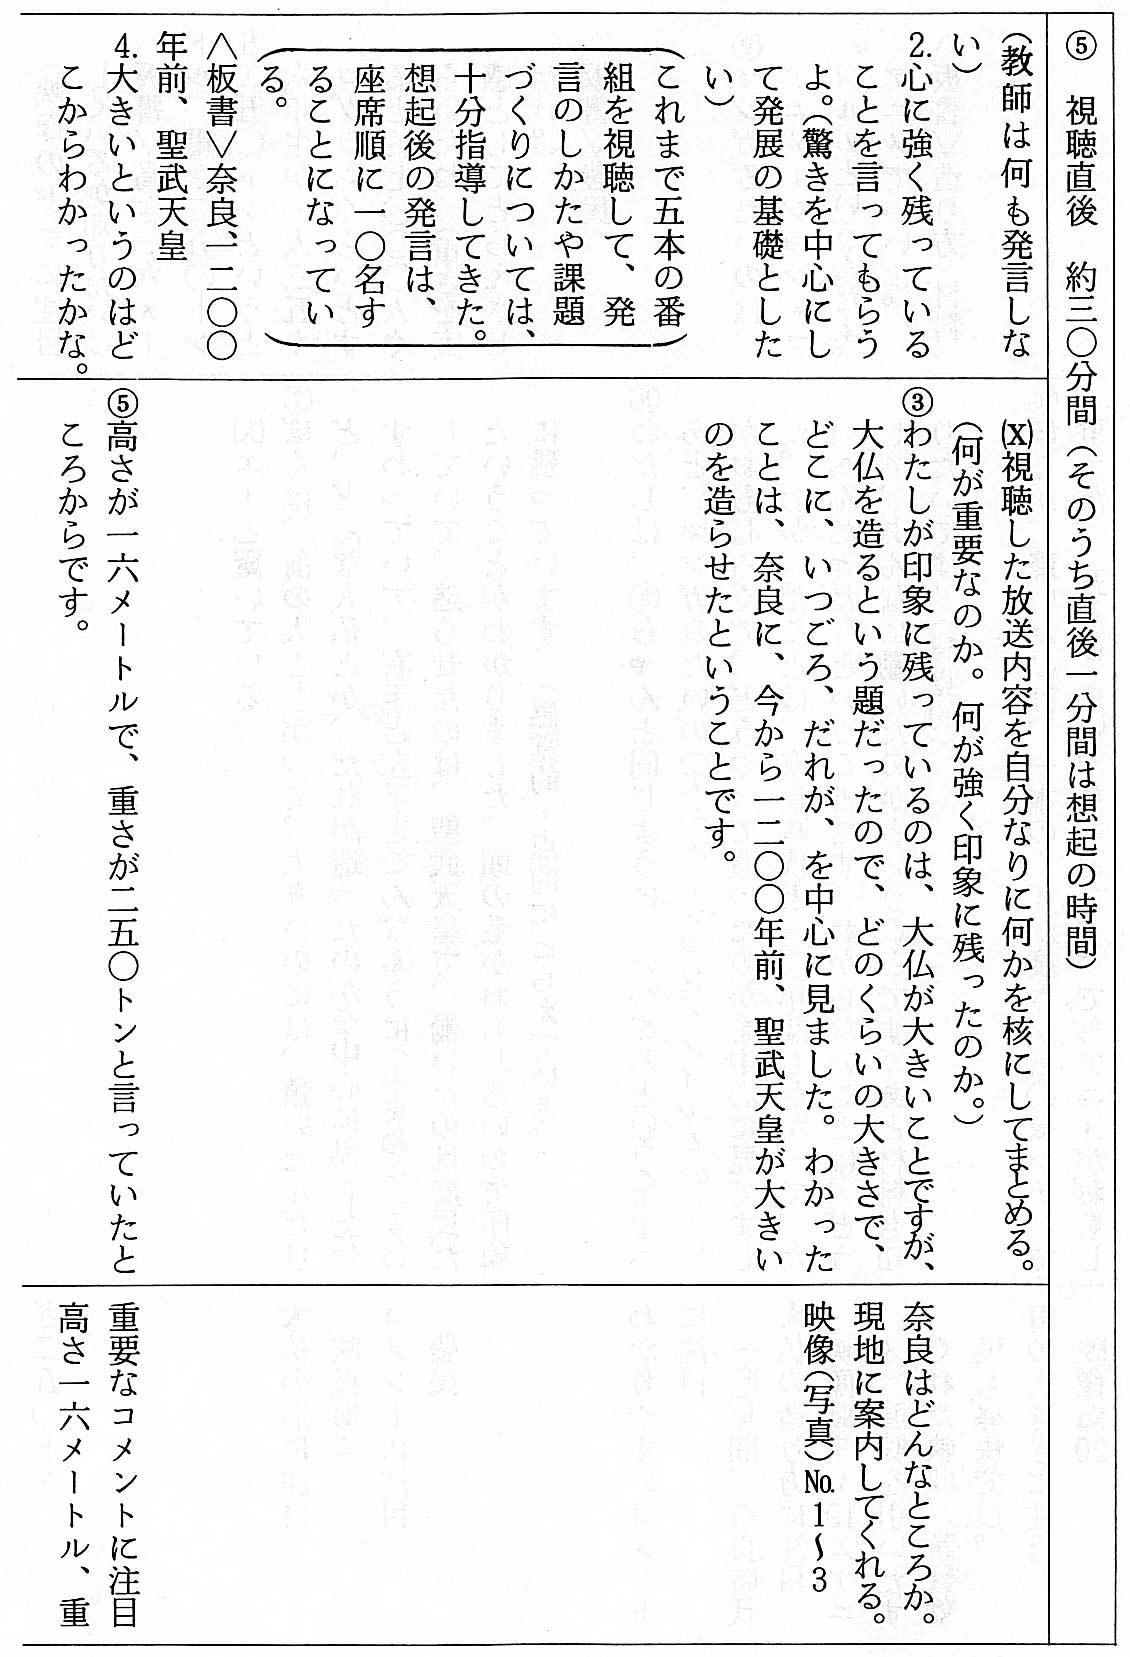 ⑤　視聴直後　約三〇分間（そのうち直後一分間は想起の時間）
（教師は何も発言しな
い）
2.心に強く残っている
ことを言ってもらう
よ。（驚きを中心にし
て発展の基礎とした
い）
これまで五本の番
組を視聴して、発
言のしかたや課題
づくりについては、
十分指導してきた。
想起後の発言は、
座席順に一〇名す
ることになってい
る。
＜板書＞奈良、一二〇〇
年前、聖武天皇
4.大きいというのはど
こからわかったかな。
(X)視聴した放送内容を自分なりに何かを核にしてまとめる。
（何が重要なのか。何が強く印象に残ったのか。）
③わたしが印象に残っているのは、大仏が大きいことですが、
大仏を造るという題だったので、どのくらいの大きさで、
どこに、いつごろ、だれが、を中心に見ました。わかった
ことは、奈良に、今から一二〇〇年前、聖武天皇が大きい
のを造らせたということです。
⑤高さが一六メートルで、重さが二五〇トンと言っていたと
ころからです。
奈良はどんなところか。
現地に案内してくれる。
映像（写真）№1〜3
重要なコメントに注目
高さ一六メートル、重